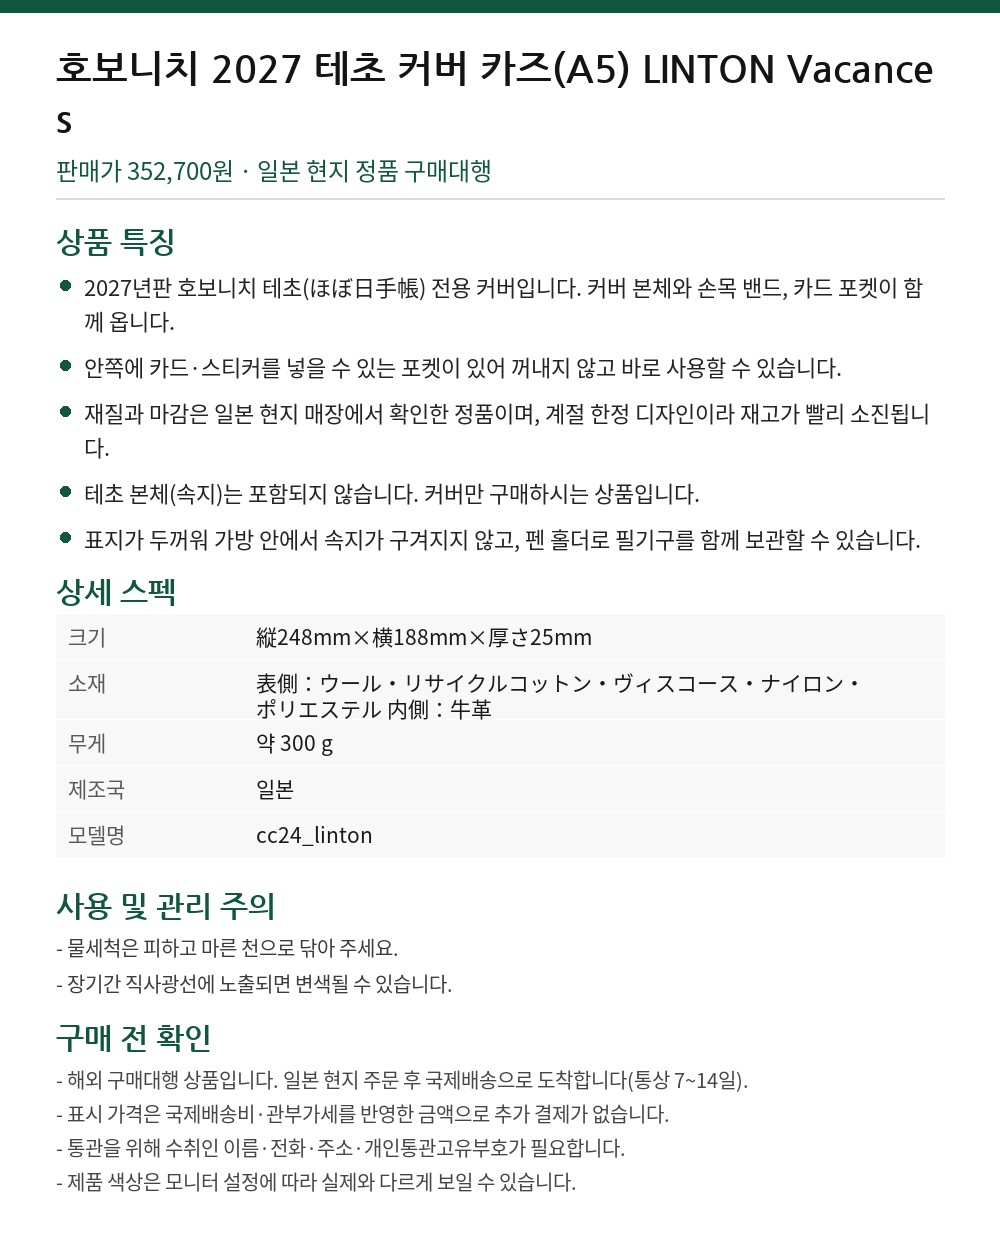 호보니치 2027 테초 커버 카즈(A5) LINTON Vacance
s
판매가 352,700원 · 일본 현지 정품 구매대행
상품 특징
● 2027년판 호보니치 테초(ほぼ日手帳) 전용 커버입니다. 커버 본체와 손목 밴드, 카드 포켓이 함
께 옵니다.
● 안쪽에 카드·스티커를 넣을 수 있는 포켓이 있어 꺼내지 않고 바로 사용할 수 있습니다.
● 재질과 마감은 일본 현지 매장에서 확인한 정품이며, 계절 한정 디자인이라 재고가 빨리 소진됩니
다.
● 테초 본체(속지)는 포함되지 않습니다. 커버만 구매하시는 상품입니다.
● 표지가 두꺼워 가방 안에서 속지가 구겨지지 않고, 펜 홀더로 필기구를 함께 보관할 수 있습니다.
상세 스펙
크기 縦248mm×横188mm×厚さ25mm
소재 表側：ウール・リサイクルコットン・ヴィスコース・ナイロン・
ポリエステル 内側：牛革
무게 약 300 g
제조국 일본
모델명 cc24_linton
사용 및 관리 주의
- 물세척은 피하고 마른 천으로 닦아 주세요.
- 장기간 직사광선에 노출되면 변색될 수 있습니다.
구매 전 확인
- 해외 구매대행 상품입니다. 일본 현지 주문 후 국제배송으로 도착합니다(통상 7~14일).
- 표시 가격은 국제배송비·관부가세를 반영한 금액으로 추가 결제가 없습니다.
- 통관을 위해 수취인 이름·전화·주소·개인통관고유부호가 필요합니다.
- 제품 색상은 모니터 설정에 따라 실제와 다르게 보일 수 있습니다.